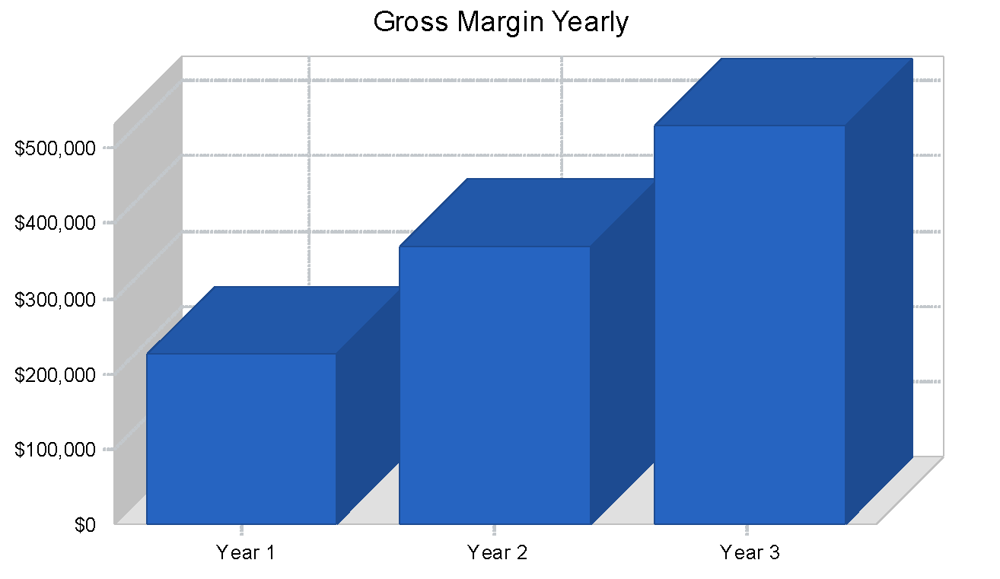 Gross Margin Yearly
$500,000
$400,000
$300,000
$200,000
$100,000
$0
Year 1
Year 2
Year 3